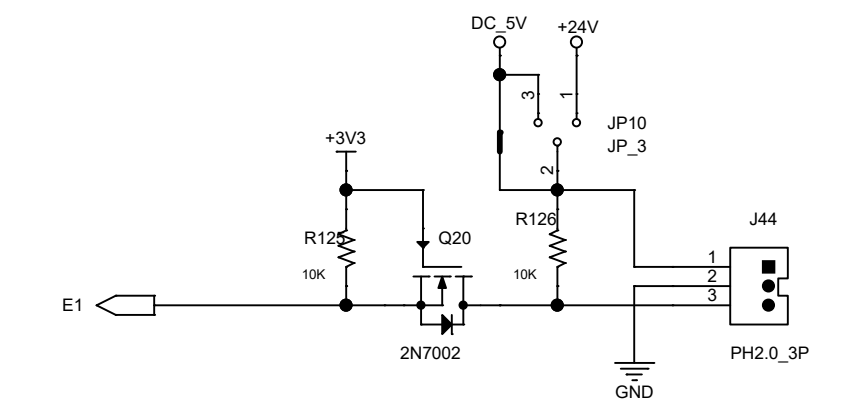 DC_5V
+24V
3
1
JP10
JP_3
+3V3
2
R125
10K
Q20
R126
10K
J44
1
2
3
E1
2N7002
PH2.0_3P
GND